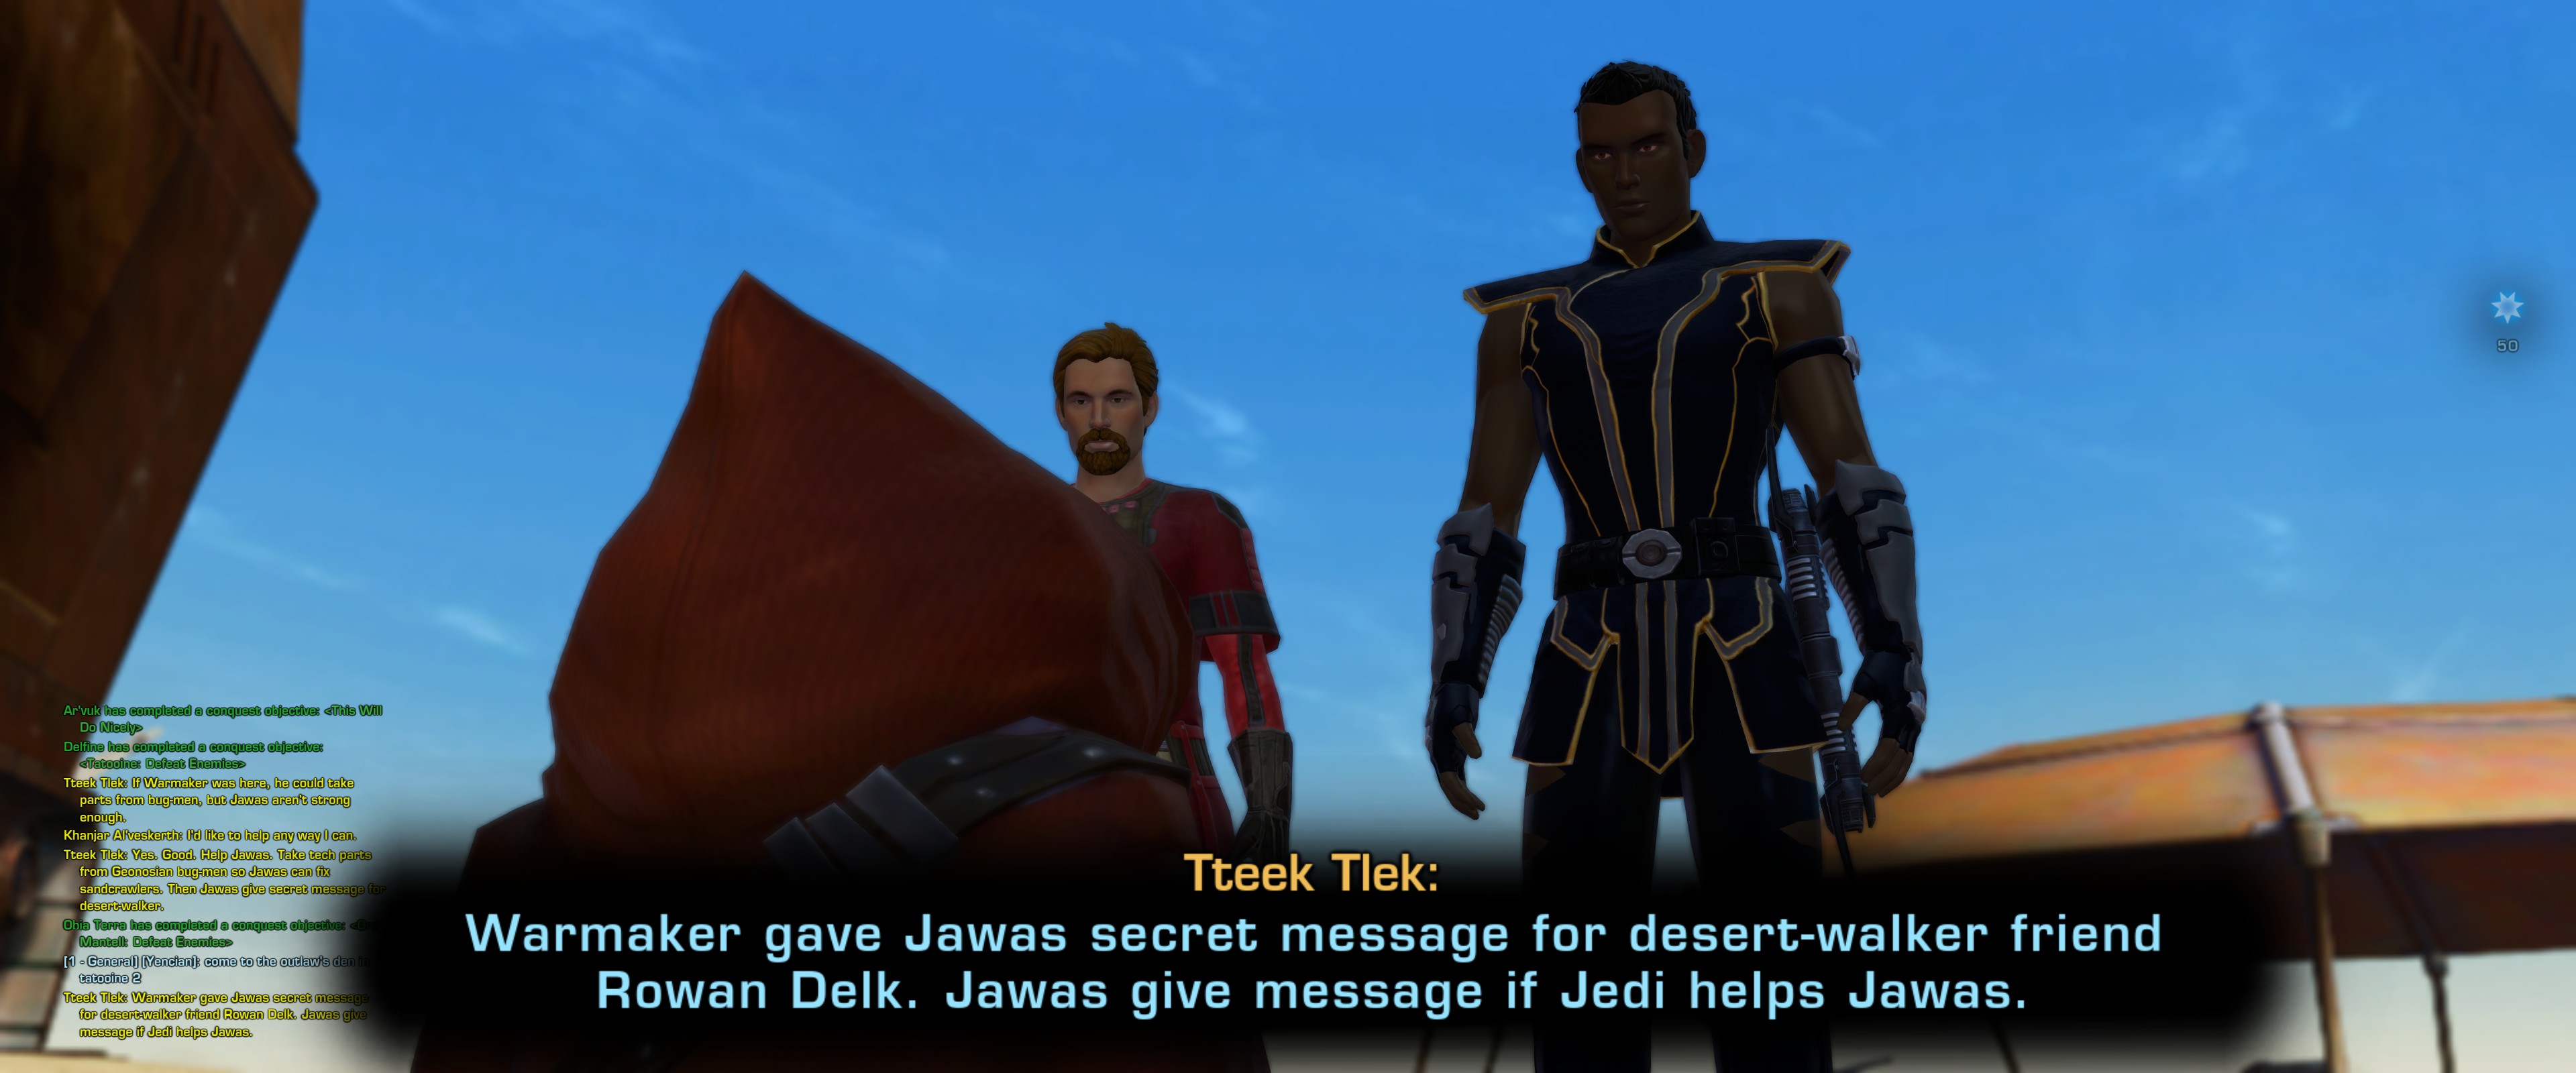 50
Ar'vuk has completed a conquest objective: <This Will
Do Nicely>
Delfine has completed a conquest objective:
<Tatooine: Defeat Enemies>
Tteek Tlek: If Warmaker was here, he could take
parts from bug-men, but Jawas aren't strong
enough.
Khanjar Al'veskerth: I'd like to help any way I can.
Tteek Tlek: Yes. Good. Help Jawas. Take tech parts
from Geonosian bug-men so Jawas can fix
sandcrawlers. Then Jawas give secret message for
desert-walker.
Obia Terra has completed a conquest objective:
Mantell: Defeat Enemies>
[1 - General] [Yencian]: come to the outlaw's den
tatooine 2
Tteek Tlek: Warmaker gave Jawas secret message
for desert-walker friend Rowan Delk. Jawas give
message if Jedi helps Jawas.
Tteek Tlek:
Warmaker gave Jawas secret message for desert-walker friend
Rowan Delk. Jawas give message if Jedi helps Jawas.